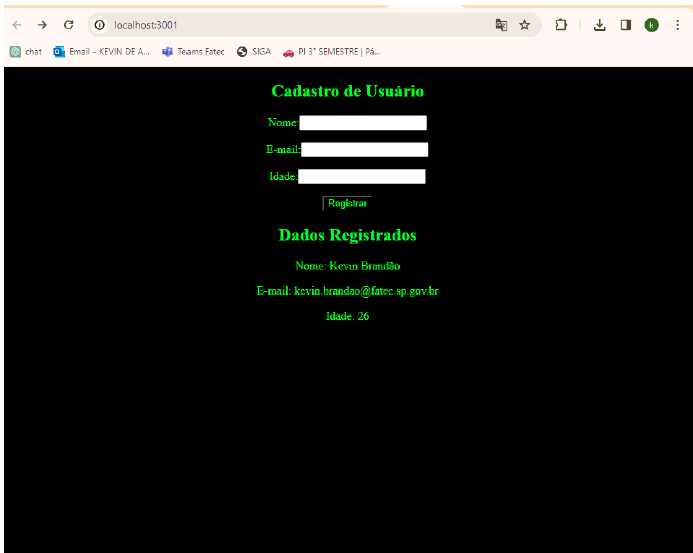 localhost:3001
k
chat Email – KEVIN DE A... Teams Fatec SIGA PI 3° SEMESTRE | Pá...
Cadastro de Usuário
Nome:
E-mail:
Idade:
Registrar
Dados Registrados
Nome: Kevin Brandão
E-mail: kevin.brandao@fatec.sp.gov.br
Idade: 26